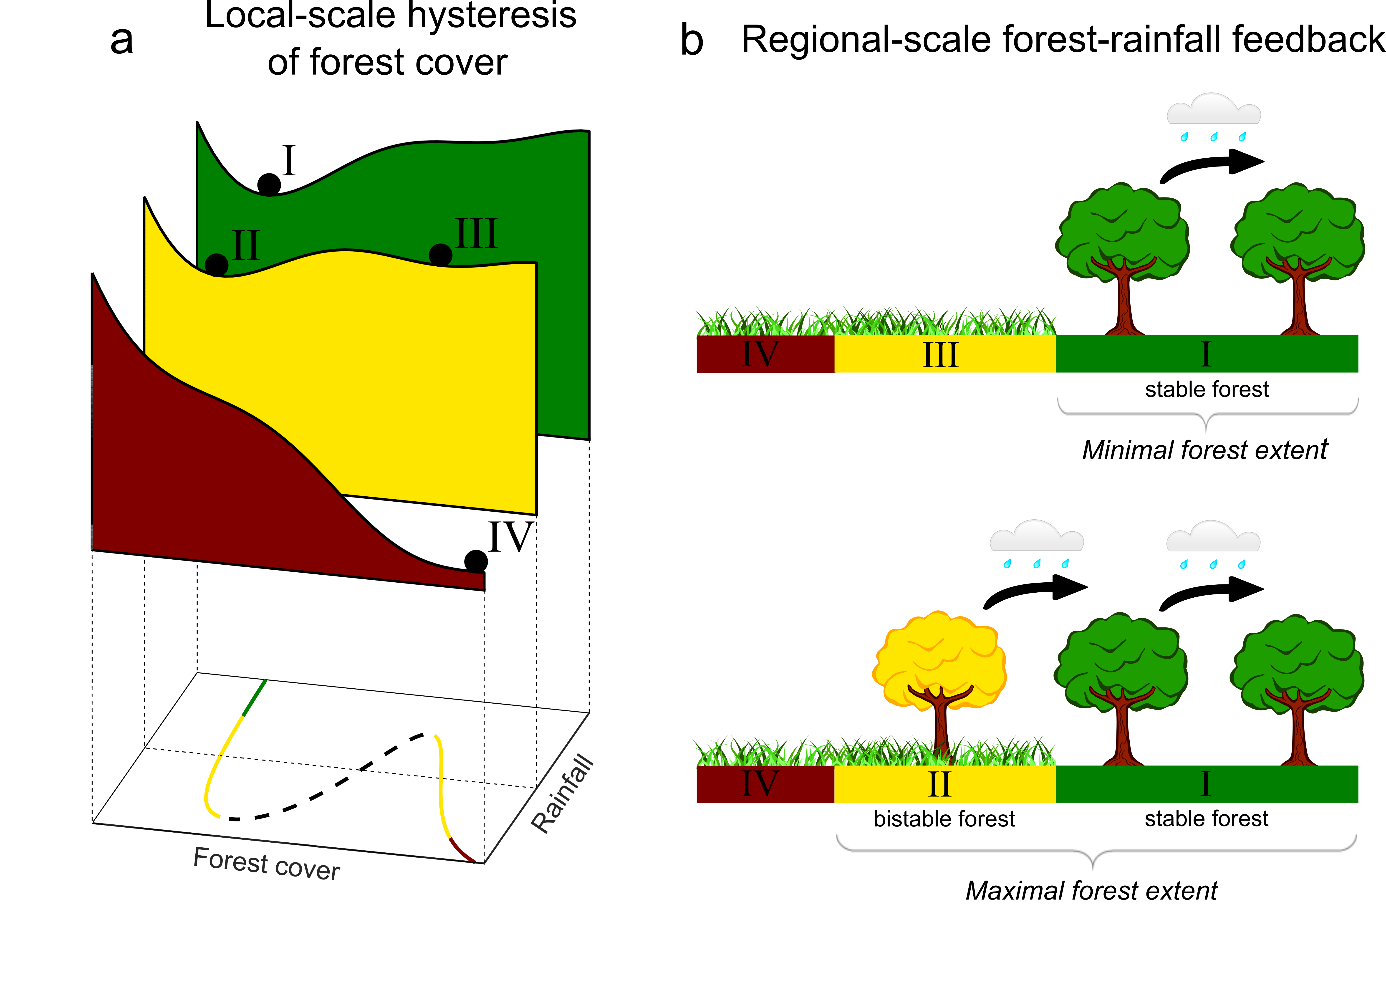 a
Local-scale hysteresis
of forest cover
I
II
III
IV
Forest cover
Rainfall
b
Regional-scale forest-rainfall feedback
IV
III
I
stable forest
Minimal forest extent
IV
II
I
bistable forest
stable forest
Maximal forest extent